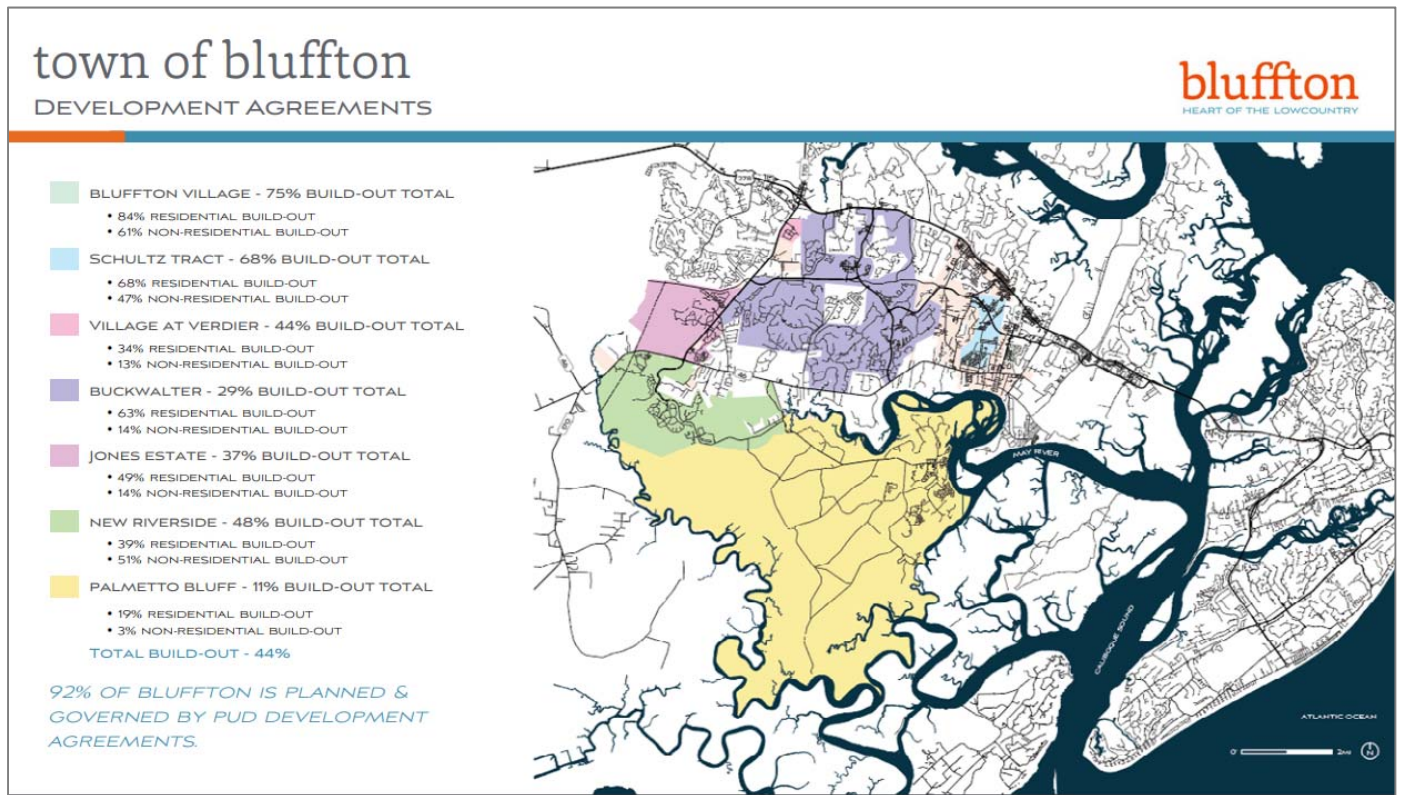 town of bluffton
DEVELOPMENT AGREEMENTS
bluffton
HEART OF THE LOWCOUNTRY
BLUFFTON VILLAGE - 75% BUILD-OUT TOTAL
• 84% RESIDENTIAL BUILD-OUT
• 61% NON-RESIDENTIAL BUILD-OUT
SCHULTZ TRACT - 68% BUILD-OUT TOTAL
• 68% RESIDENTIAL BUILD-OUT
• 47% NON-RESIDENTIAL BUILD-OUT
VILLAGE AT VERDIER - 44% BUILD-OUT TOTAL
• 34% RESIDENTIAL BUILD-OUT
• 13% NON-RESIDENTIAL BUILD-OUT
BUCKWALTER - 29% BUILD-OUT TOTAL
• 63% RESIDENTIAL BUILD-OUT
• 14% NON-RESIDENTIAL BUILD-OUT
JONES ESTATE - 37% BUILD-OUT TOTAL
• 49% RESIDENTIAL BUILD-OUT
• 14% NON-RESIDENTIAL BUILD-OUT
NEW RIVERSIDE - 48% BUILD-OUT TOTAL
• 39% RESIDENTIAL BUILD-OUT
• 51% NON-RESIDENTIAL BUILD-OUT
PALMETTO BLUFF - 11% BUILD-OUT TOTAL
• 19% RESIDENTIAL BUILD-OUT
• 3% NON-RESIDENTIAL BUILD-OUT
TOTAL BUILD-OUT - 44%
92% OF BLUFFTON IS PLANNED &
GOVERNED BY PUD DEVELOPMENT
AGREEMENTS.
MAY RIVER
CALIBOGUE SOUND
ATLANTIC OCEAN
0' 2mi
N